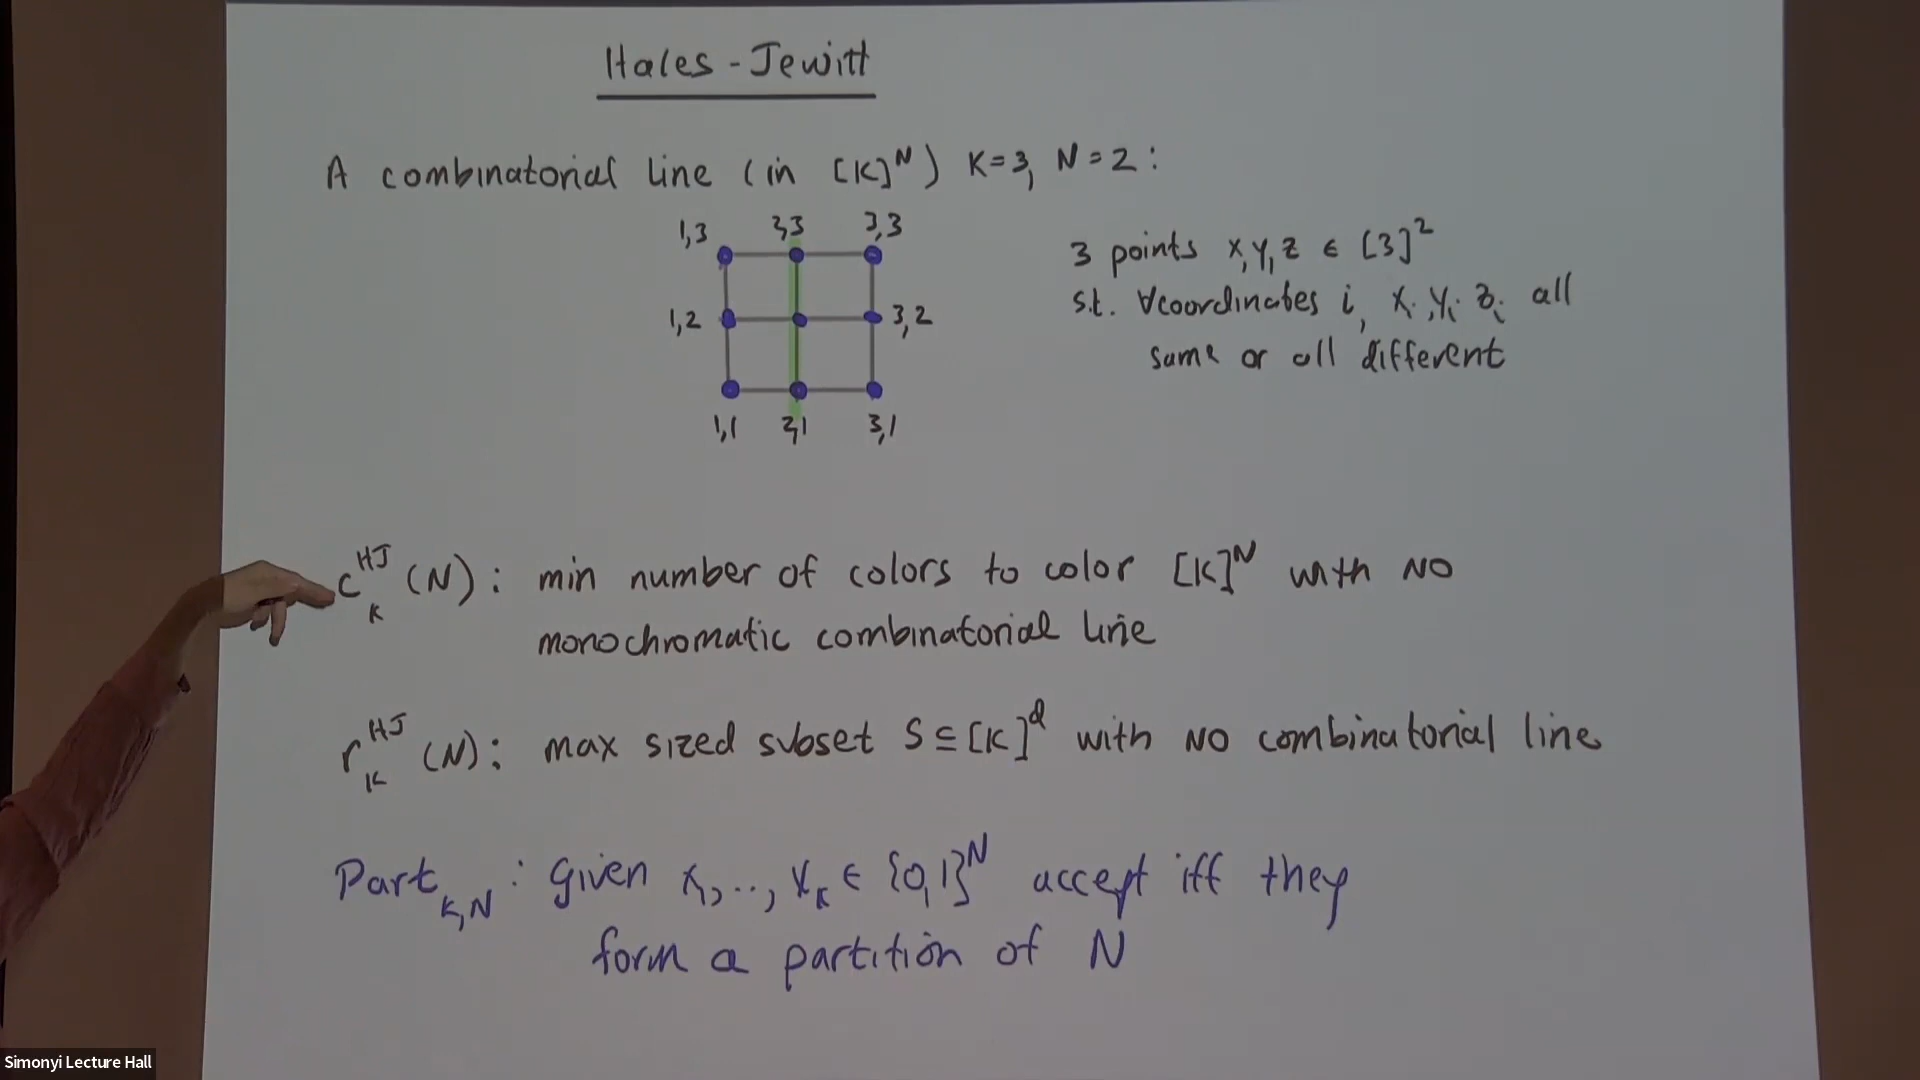 Hales - Jewitt
A combinatorial line (in [K]^N) K=3, N=2:
1,3 2,3 3,3
1,2 3,2
1,1 2,1 3,1
3 points x,y,z ∈ [3]^2
s.t. ∀coordinates i, x_i, y_i z_i all
same or all different
c_K^{HJ} (N): min number of colors to color [K]^N with NO
monochromatic combinatorial line
r_K^{HJ} (N): max sized subset S ⊆ [K]^d with NO combinatorial line
Part_{K,N}: Given x_1, .., x_K ∈ {0,1}^N accept iff they
form a partition of N
Simonyi Lecture Hall